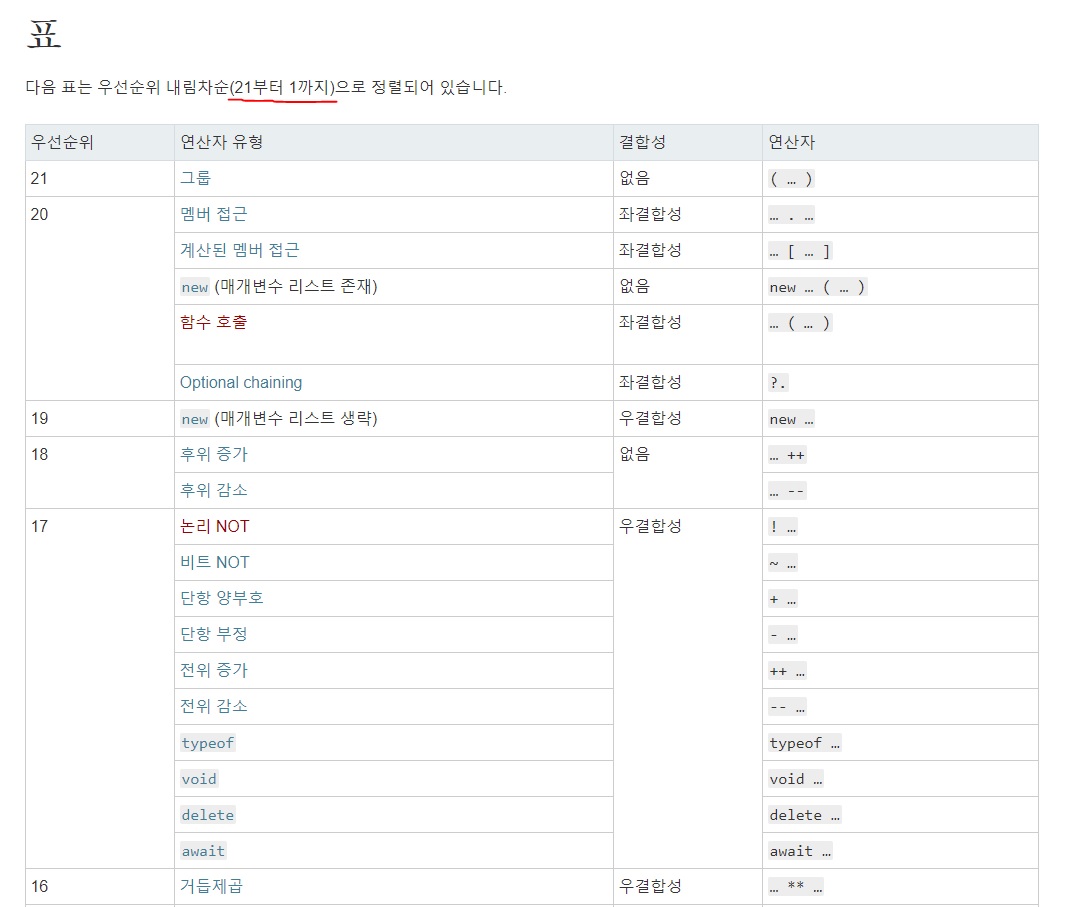 표
다음 표는 우선순위 내림차순(21부터 1까지)으로 정렬되어 있습니다.
우선순위 연산자 유형 결합성 연산자
21 그룹 없음 ( … )
20 멤버 접근 좌결합성 … . …
계산된 멤버 접근 좌결합성 … [ … ]
new (매개변수 리스트 존재) 없음 new … ( … )
함수 호출 좌결합성 … ( … )
Optional chaining 좌결합성 ?.
19 new (매개변수 리스트 생략) 우결합성 new …
18 후위 증가 없음 … ++
후위 감소 … --
17 논리 NOT 우결합성 ! …
비트 NOT ~ …
단항 양부호 + …
단항 부정 - …
전위 증가 ++ …
전위 감소 -- …
typeof typeof …
void void …
delete delete …
await await …
16 거듭제곱 우결합성 … ** …